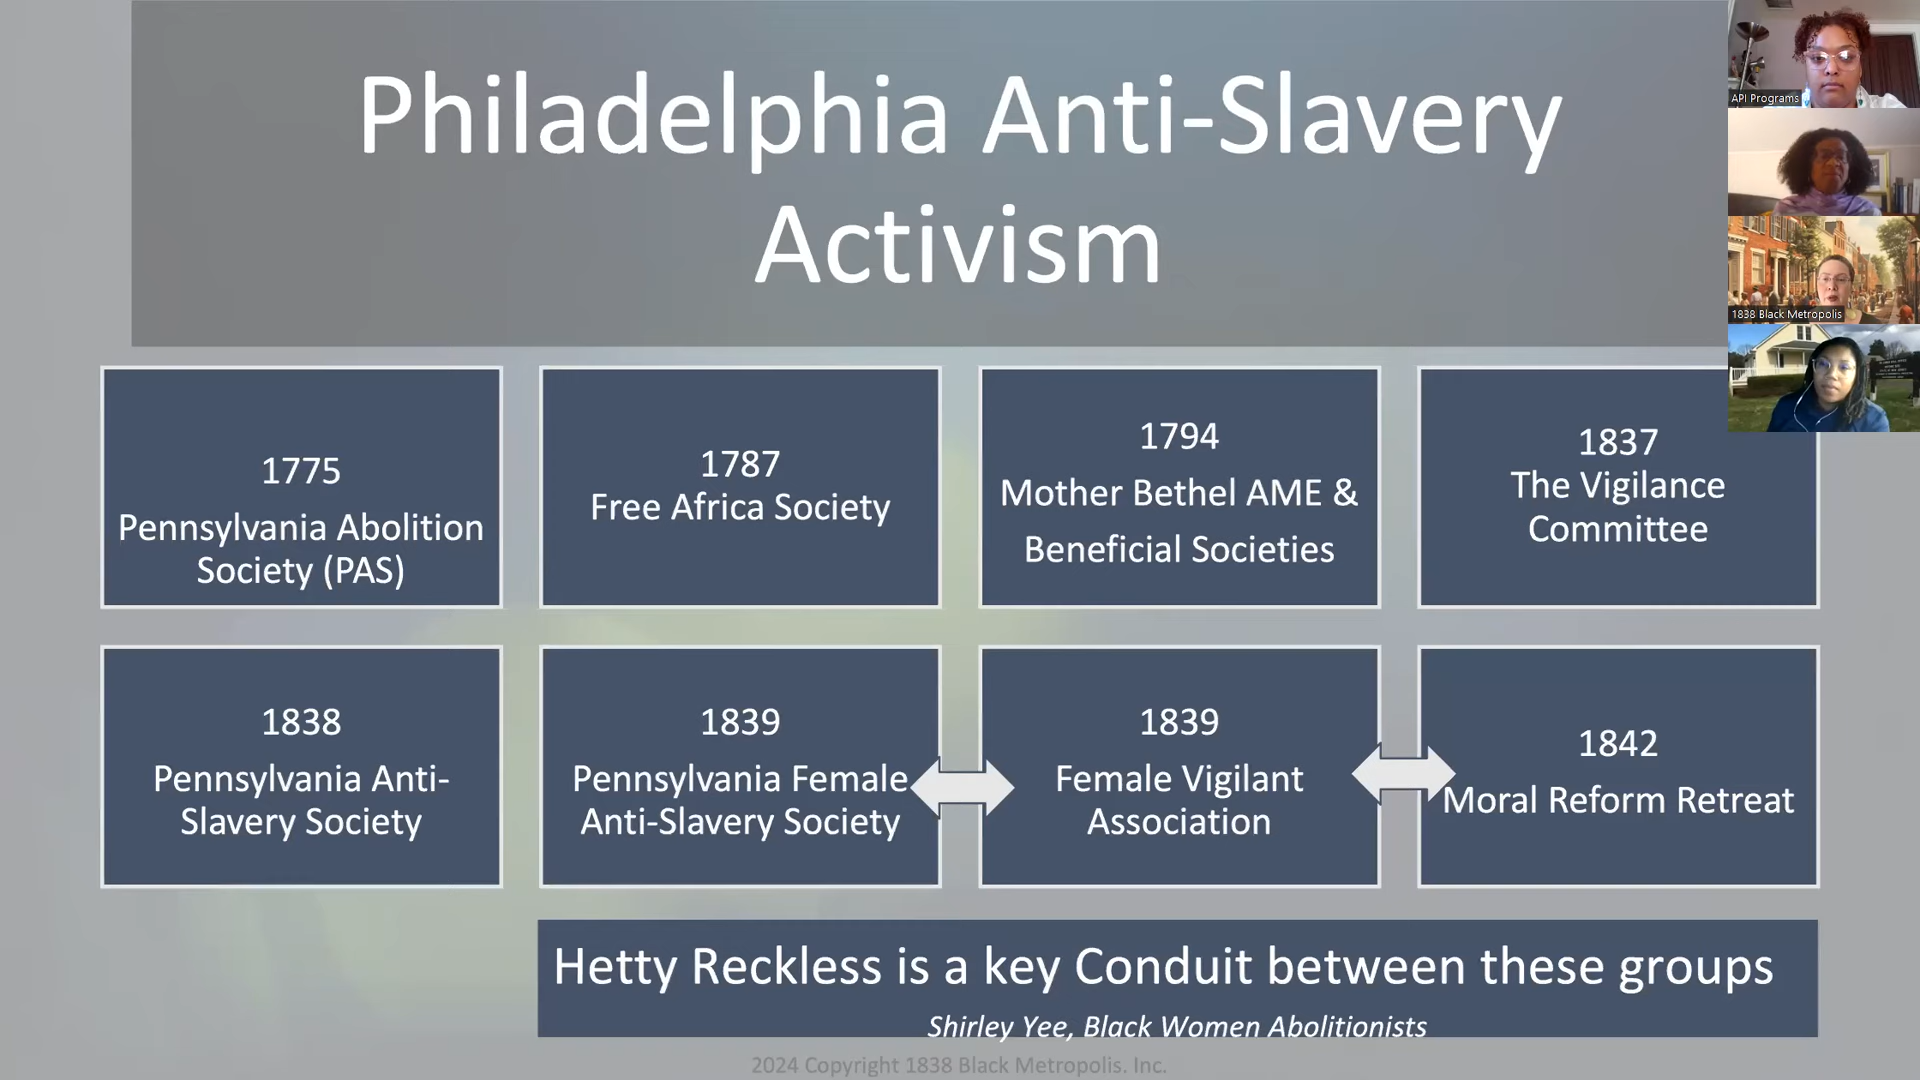 Philadelphia Anti-Slavery
Activism
API Programs
1838 Black Metropolis
1775
Pennsylvania Abolition
Society (PAS)
1787
Free Africa Society
1794
Mother Bethel AME &
Beneficial Societies
1837
The Vigilance
Committee
1838
Pennsylvania Anti-
Slavery Society
1839
Pennsylvania Female
Anti-Slavery Society
1839
Female Vigilant
Association
1842
Moral Reform Retreat
Hetty Reckless is a key Conduit between these groups
Shirley Yee, Black Women Abolitionists
2024 Copyright 1838 Black Metropolis. Inc.